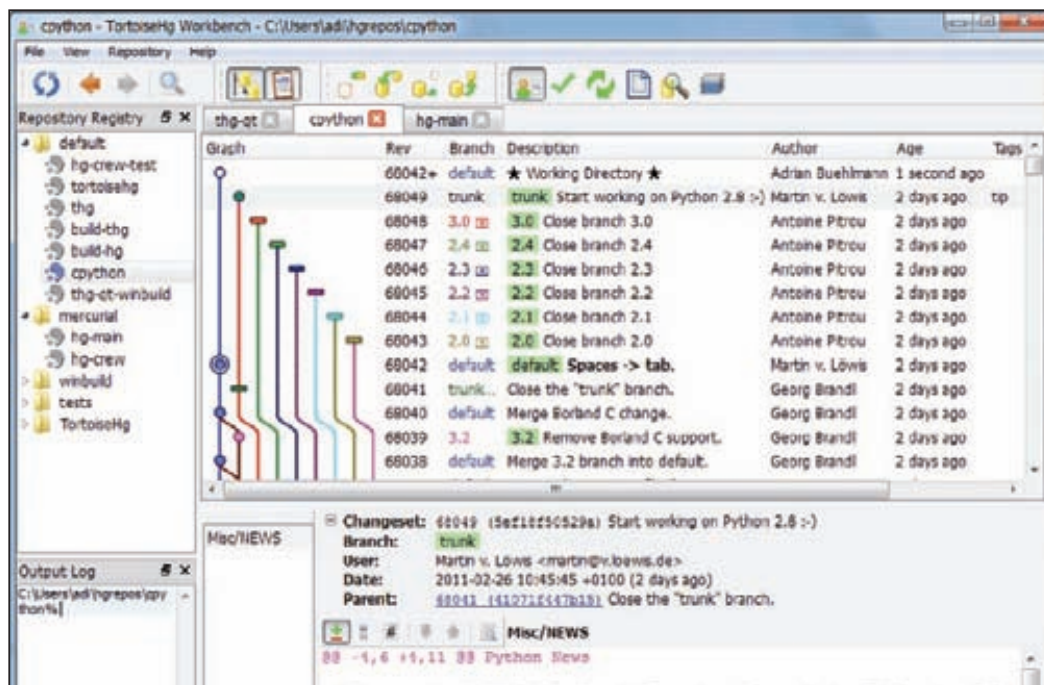 cpython - TortoiseHg Workbench - C:\Users\adi\hgrepos\cpython
File View Repository Help
Repository Registry
default
hg-crew-test
tortoisehg
thg
build-thg
build-hg
cpython
thg-qt-winbuild
mercurial
hg-main
hg-crew
winbuild
tests
TortoiseHg
Output Log
C:\Users\adi\hgrepos\cpy
thon%
thg-qt cpython hg-main
Graph Rev Branch Description Author Age Tags
68042+ default ★ Working Directory ★ Adrian Buehlmann 1 second ago
68049 trunk trunk Start working on Python 2.8 :-) Martin v. Löwis 2 days ago tip
68048 3.0 3.0 Close branch 3.0 Antoine Pitrou 2 days ago
68047 2.4 2.4 Close branch 2.4 Antoine Pitrou 2 days ago
68046 2.3 2.3 Close branch 2.3 Antoine Pitrou 2 days ago
68045 2.2 2.2 Close branch 2.2 Antoine Pitrou 2 days ago
68044 2.1 2.1 Close branch 2.1 Antoine Pitrou 2 days ago
68043 2.0 2.0 Close branch 2.0 Antoine Pitrou 2 days ago
68042 default default Spaces -> tab. Martin v. Löwis 2 days ago
68041 trunk... Close the "trunk" branch. Georg Brandl 2 days ago
68040 default Merge Borland C change. Georg Brandl 2 days ago
68039 3.2 3.2 Remove Borland C support. Georg Brandl 2 days ago
68038 default Merge 3.2 branch into default. Georg Brandl 2 days ago
Misc/NEWS
Changeset: 68049 (5ef18f50529a) Start working on Python 2.8 :-)
Branch: trunk
User: Martin v. Löwis <martin@v.loewis.de>
Date: 2011-02-26 10:45:45 +0100 (2 days ago)
Parent: 68041 (41071f447b15) Close the "trunk" branch.
Misc/NEWS
@@ -4,6 +4,11 @@ Python News